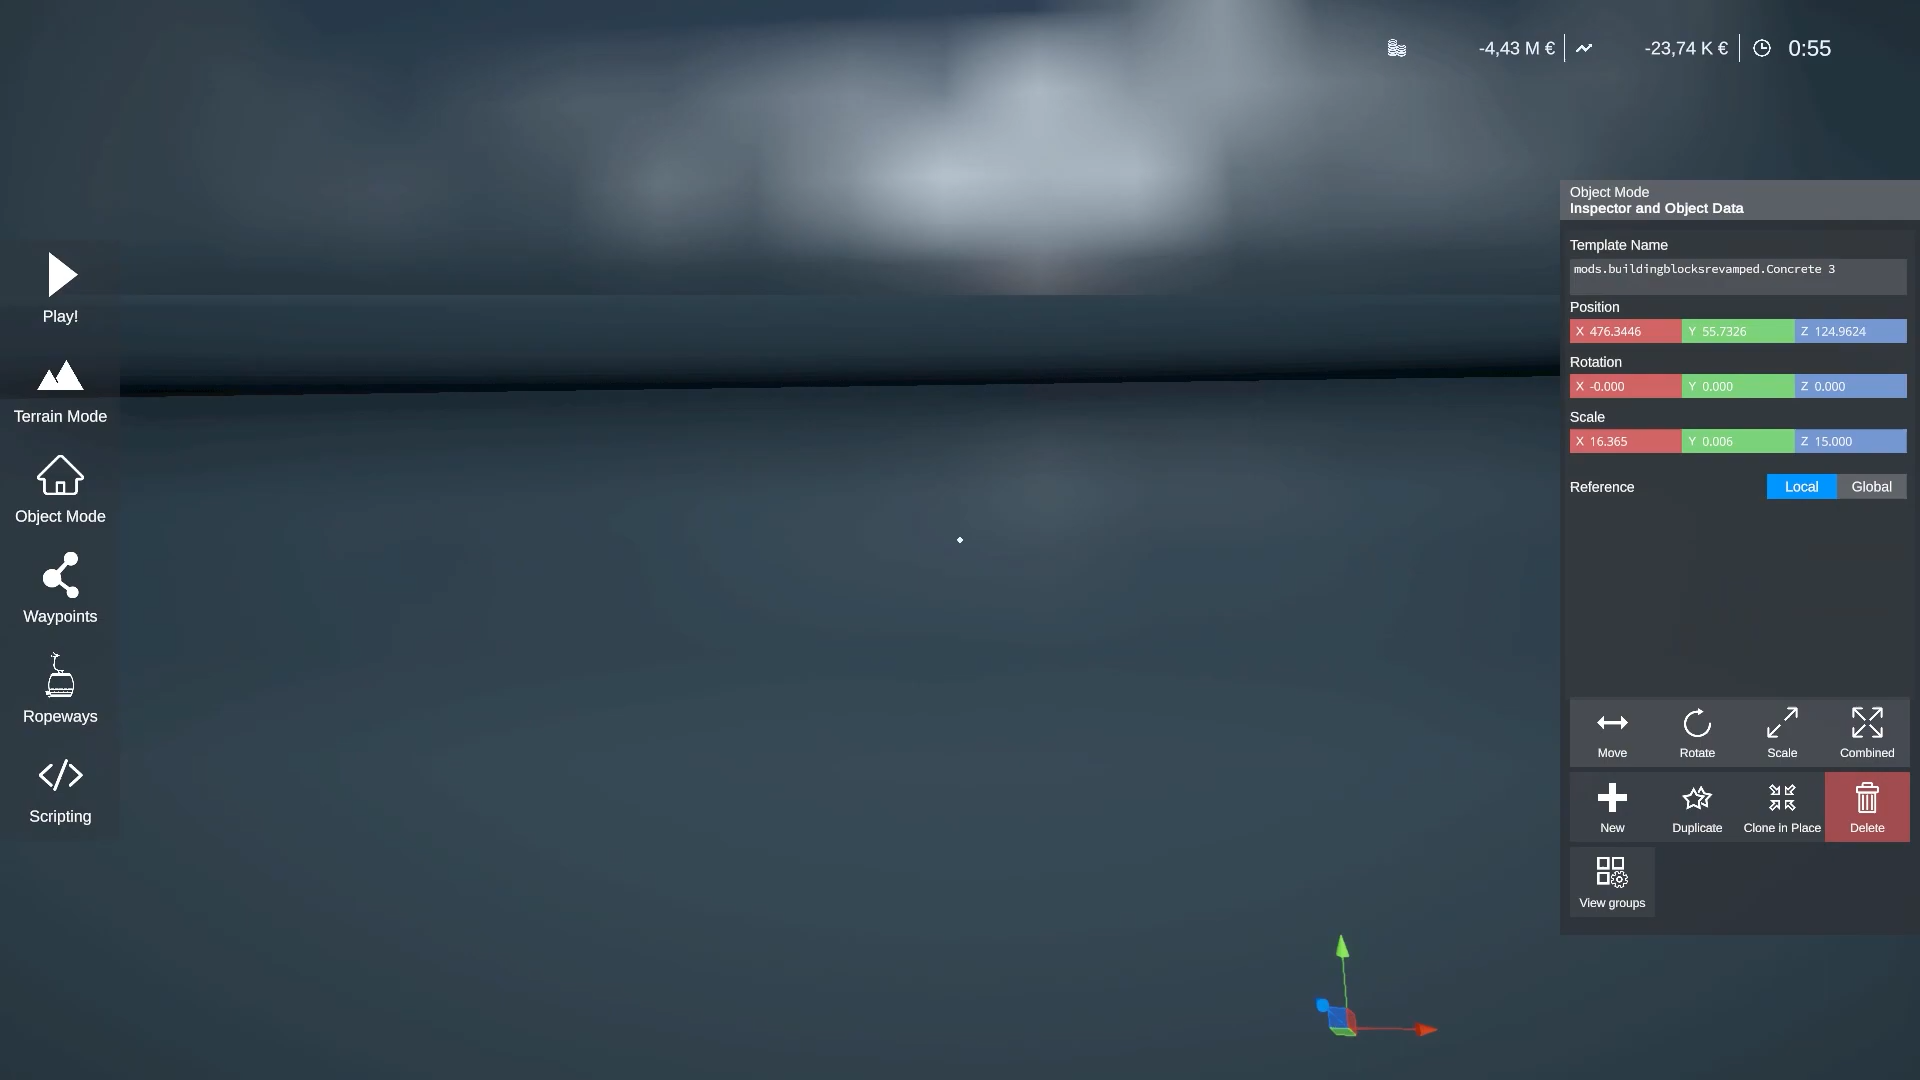 -4,43 M €
-23,74 K €
0:55
Play!
Terrain Mode
Object Mode
Waypoints
Ropeways
Scripting
Object Mode
Inspector and Object Data
Template Name
mods.buildingblocksrevamped.Concrete 3
Position
X 476.3446 Y 55.7326 Z 124.9624
Rotation
X -0.000 Y 0.000 Z 0.000
Scale
X 16.365 Y 0.006 Z 15.000
Reference Local Global
Move Rotate Scale Combined
New Duplicate Clone in Place Delete
View groups